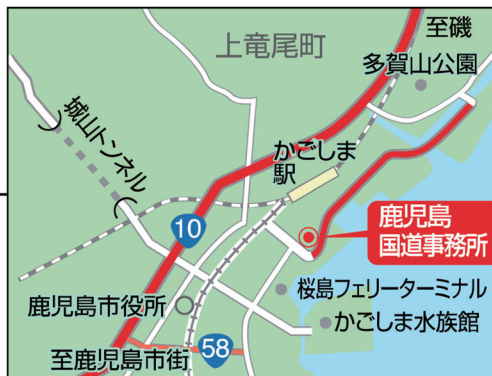 上竜尾町
至磯
多賀山公園
城山トンネル
かごしま
駅
10
鹿児島
国道事務所
桜島フェリーターミナル
鹿児島市役所
かごしま水族館
至鹿児島市街
58